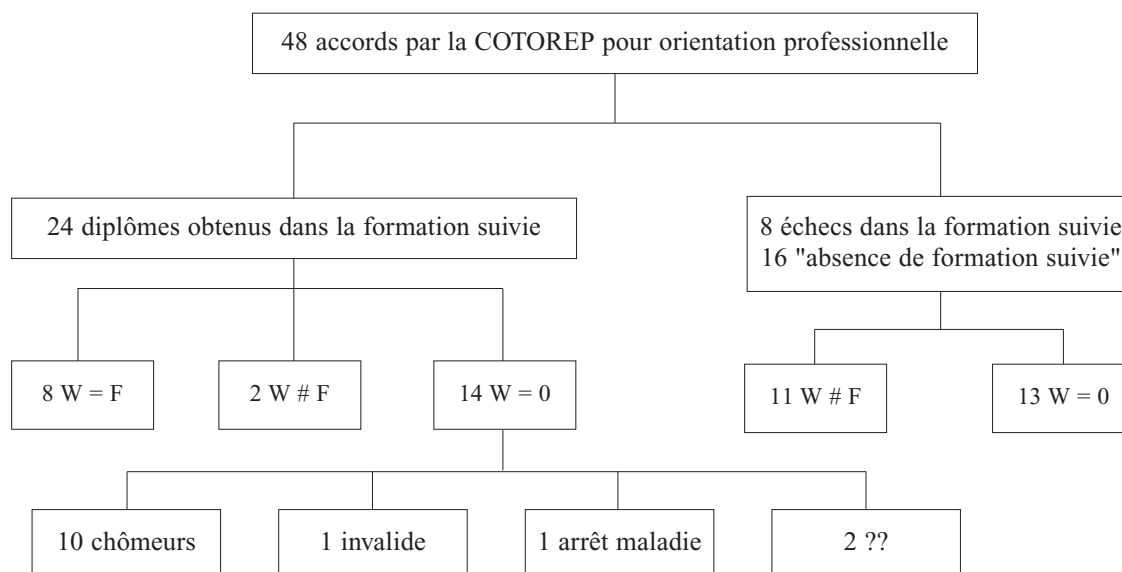 48 accords par la COTOREP pour orientation professionnelle
24 diplômes obtenus dans la formation suivie
8 échecs dans la formation suivie
16 "absence de formation suivie"
8 W = F
2 W # F
14 W = 0
11 W # F
13 W = 0
10 chômeurs
1 invalide
1 arrêt maladie
2 ??